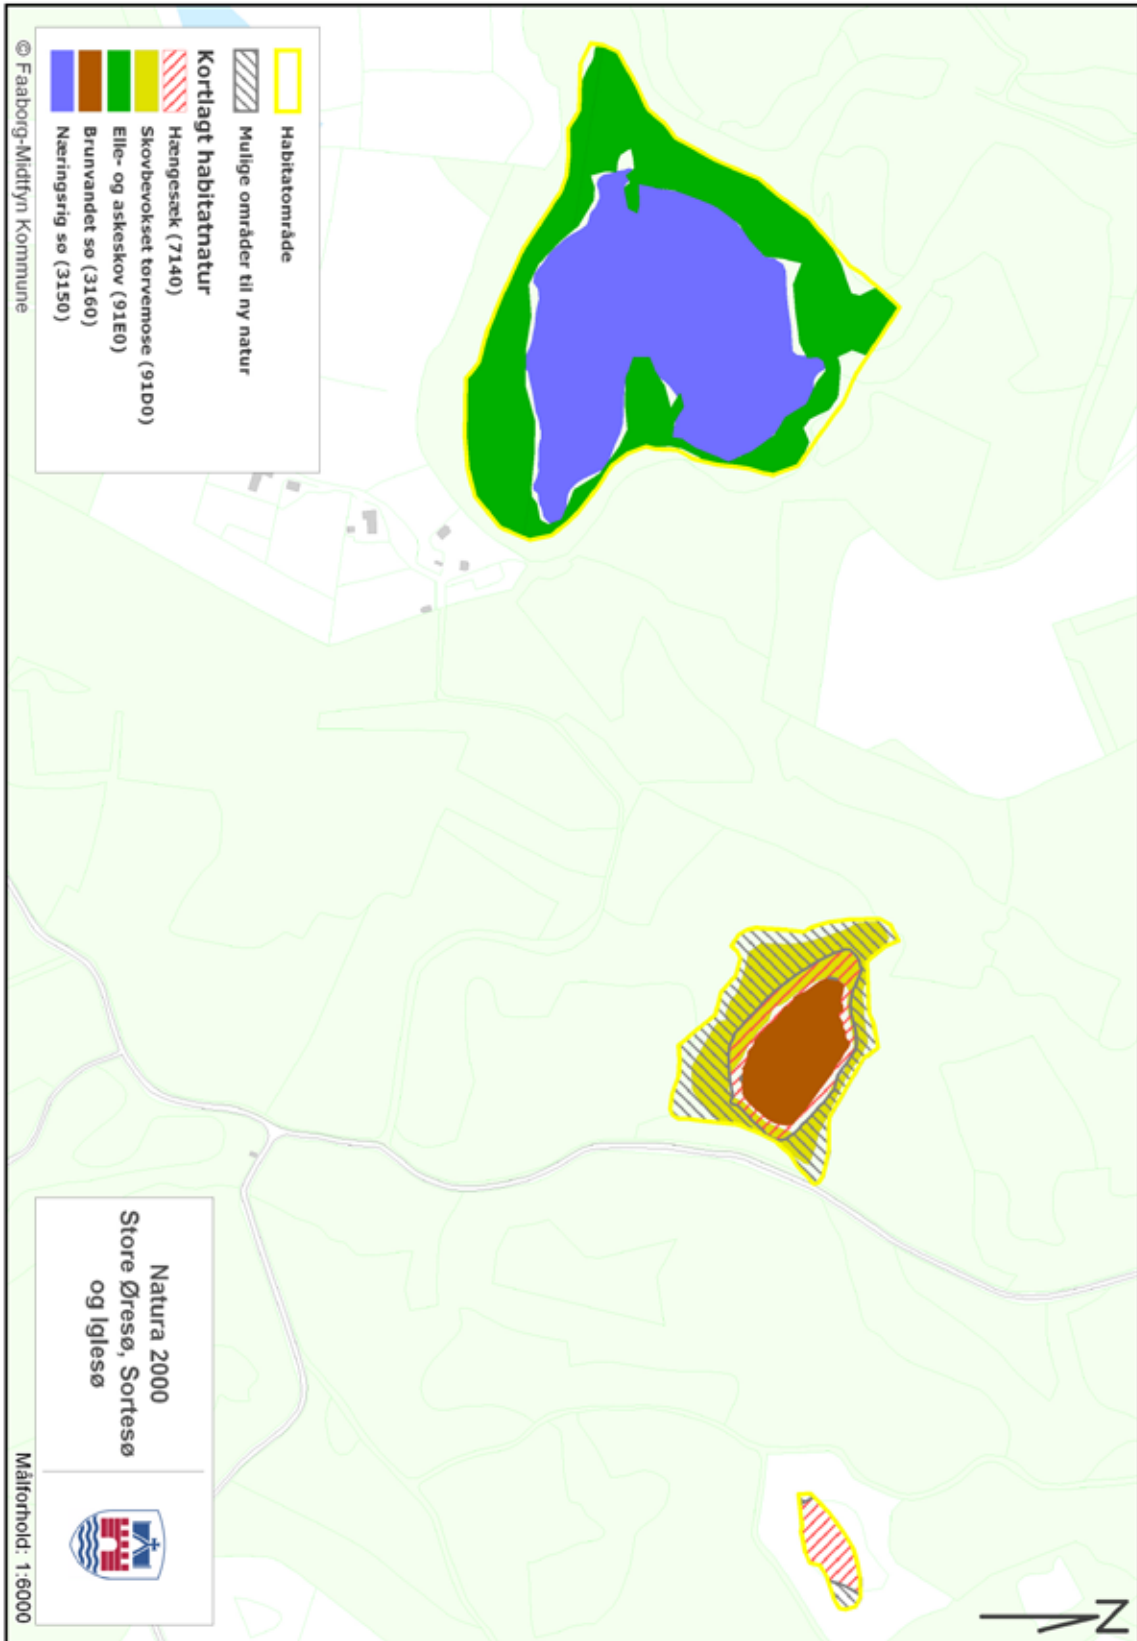 Habitatområde
Mulige områder til ny natur
Kortlagt habitatnatur
Hængesæk (7140)
Skovbevokset tørvemose (91D0)
Elle- og askeskov (91E0)
Brunvandet sø (3160)
Næringsrig sø (3150)
© Faaborg-Midtfyn Kommune
Natura 2000
Store Øresø, Sortesø
og Iglesø
Målforhold: 1:6000
N